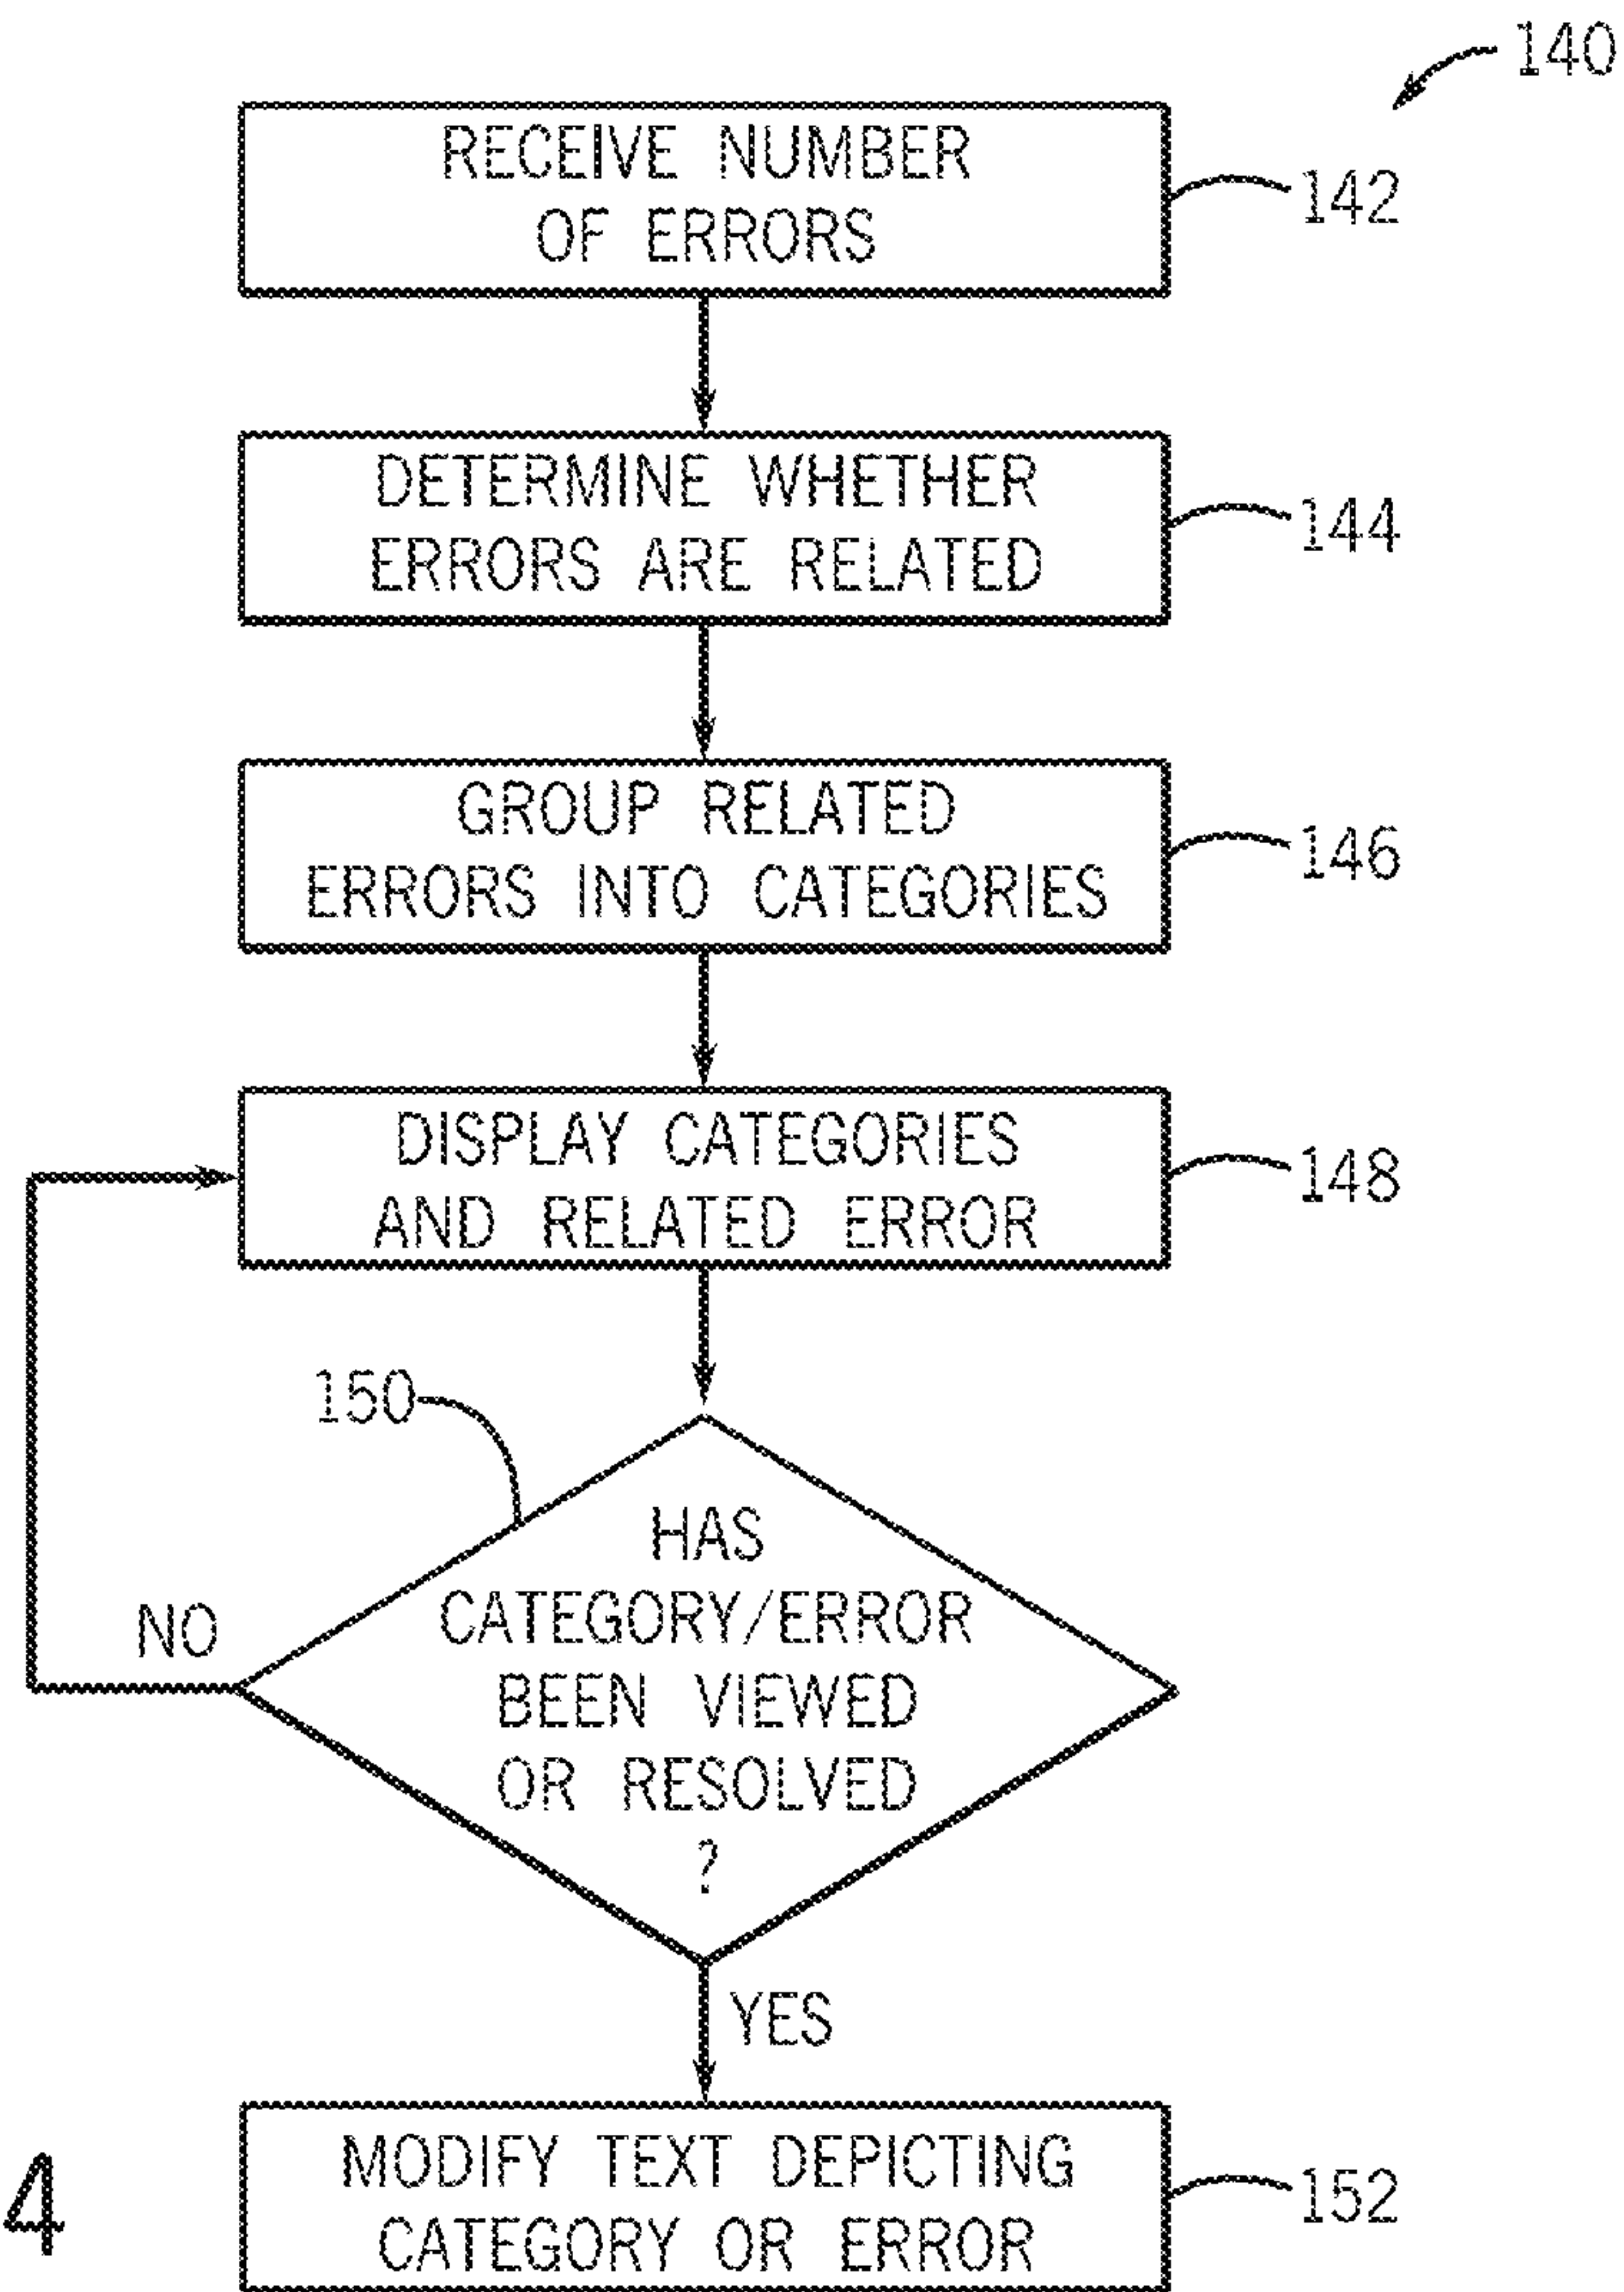 140
RECEIVE NUMBER
OF ERRORS
142
DETERMINE WHETHER
ERRORS ARE RELATED
144
GROUP RELATED
ERRORS INTO CATEGORIES
146
DISPLAY CATEGORIES
AND RELATED ERROR
148
150
HAS
CATEGORY/ERROR
BEEN VIEWED
OR RESOLVED
?
NO
YES
MODIFY TEXT DEPICTING
CATEGORY OR ERROR
152
4